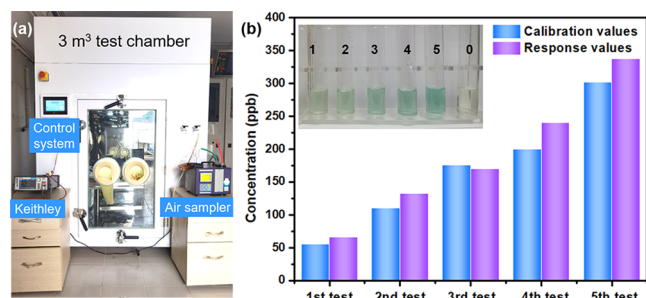 (a)
3 m³ test chamber
Control
system
Keithley
Air sampler
(b)
Concentration (ppb)
400
350
300
250
200
150
100
50
0
1 2 3 4 5 0
Calibration values
Response values
1st test 2nd test 3rd test 4th test 5th test